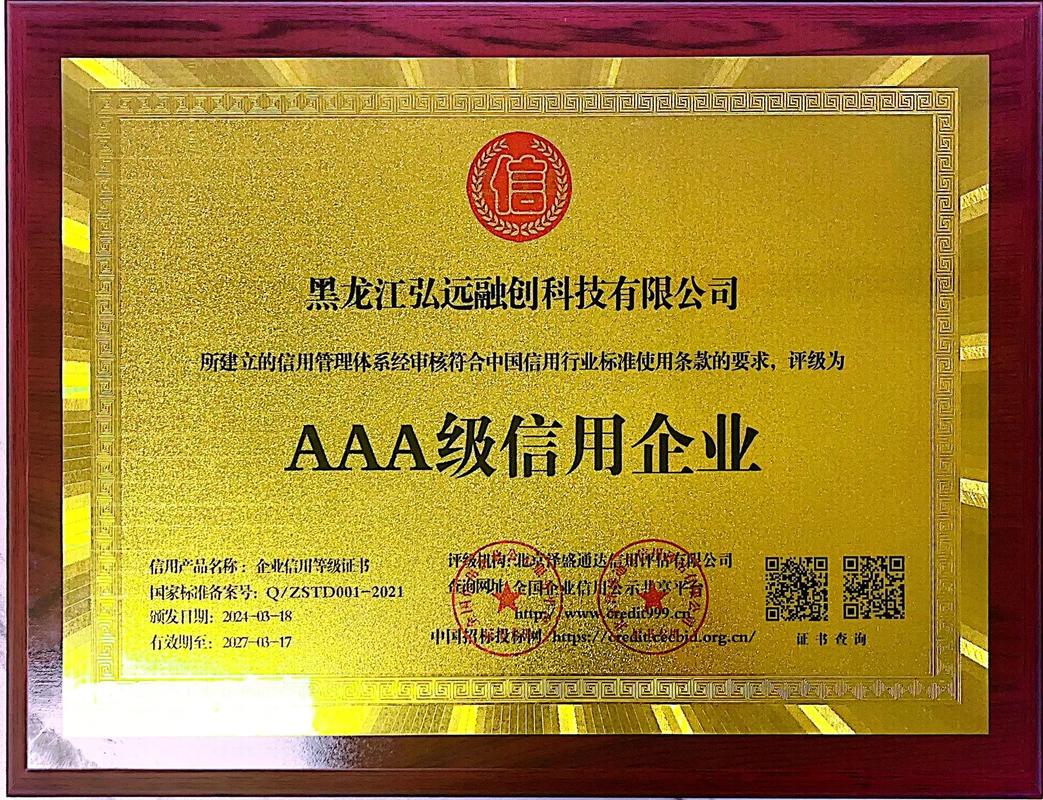 信
黑龙江弘远融创科技有限公司
所建立的信用管理体系经审核符合中国信用行业标准使用条款的要求，评级为
AAA级信用企业
信用产品名称：企业信用等级证书
国家标准备案号：Q/ZSTD001-2021
颁发日期：2024-03-18
有效期至：2027-03-17
评级机构：北京泽盛通达信用评估有限公司
查询网址：全国企业信用公示共享平台
http://www.credit999.cn
中国招标投标网 https://credit.cecbid.org.cn/
证书查询